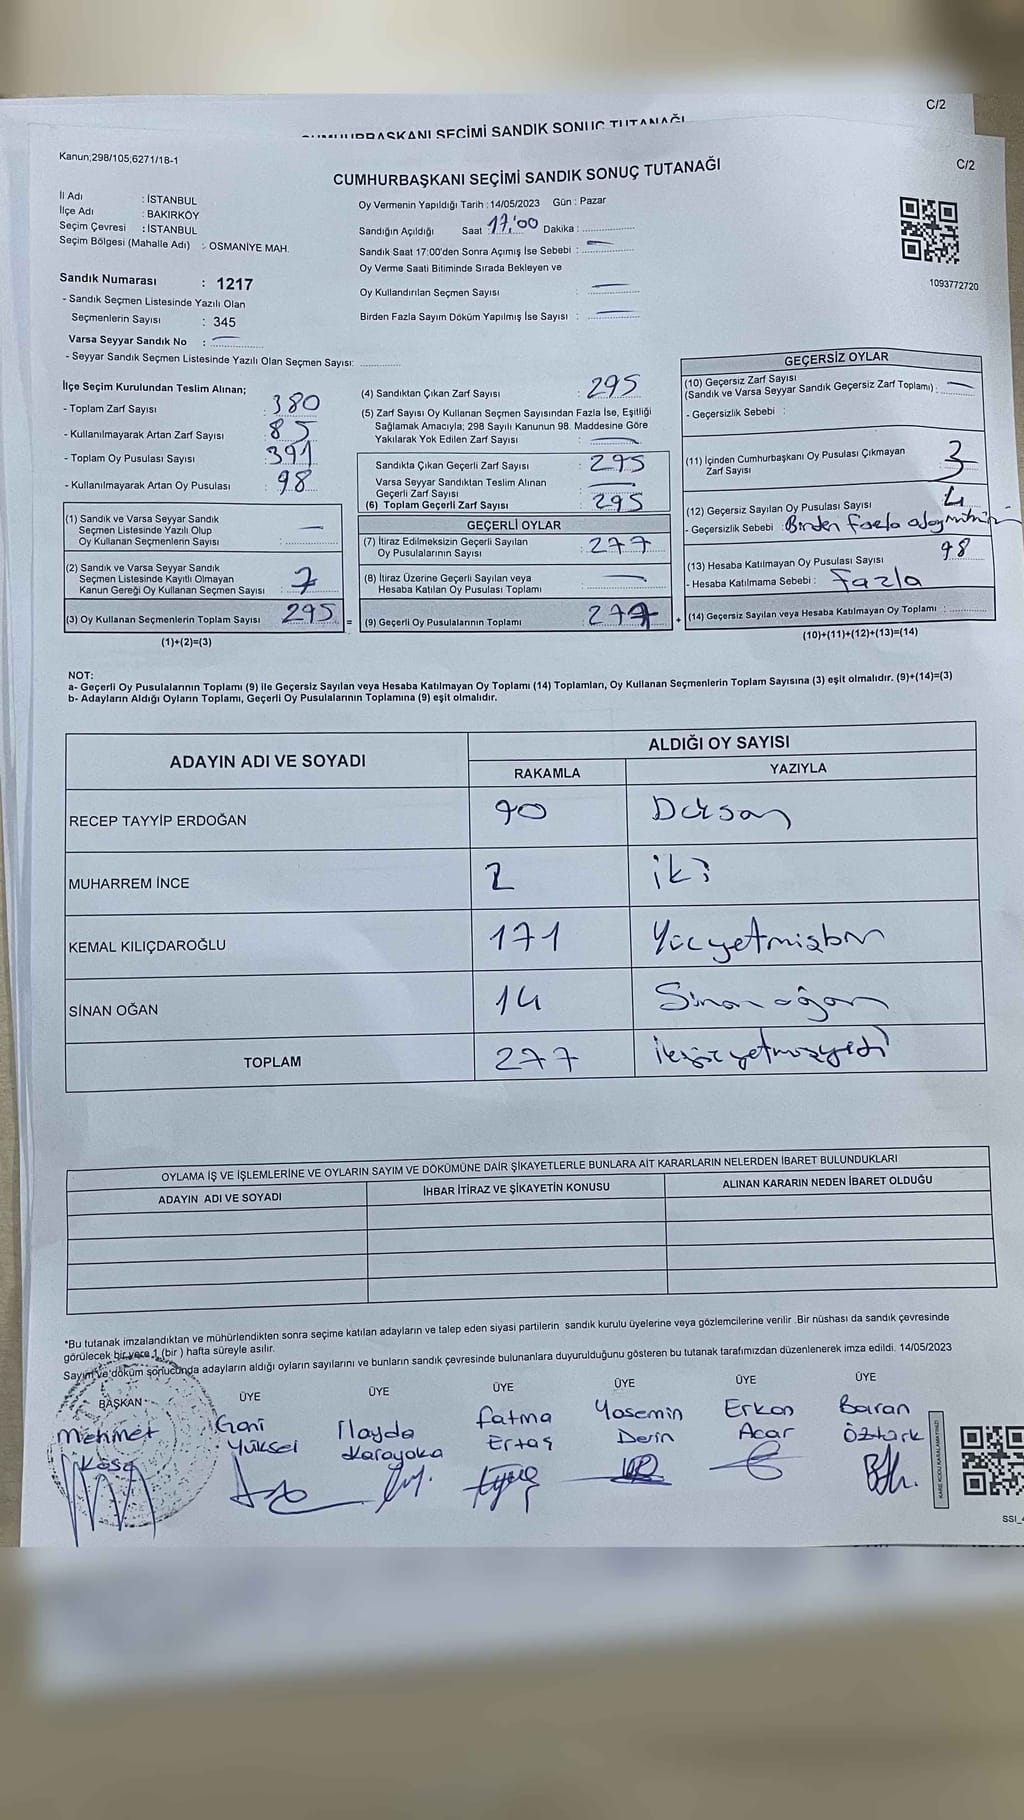 C/2
CUMHURBAŞKANI SEÇİMİ SANDIK SONUÇ TUTANAĞI
Kanun;298/105;6271/18-1
C/2
CUMHURBAŞKANI SEÇİMİ SANDIK SONUÇ TUTANAĞI
İl Adı : İSTANBUL
İlçe Adı : BAKIRKÖY
Seçim Çevresi : İSTANBUL
Seçim Bölgesi (Mahalle Adı) : OSMANİYE MAH.
Oy Vermenin Yapıldığı Tarih : 14/05/2023 Gün : Pazar
Sandığın Açıldığı Saat 17:00 Dakika :
Sandık Saat 17:00'den Sonra Açımış İse Sebebi :
Oy Verme Saati Bitiminde Sırada Bekleyen ve
Oy Kullandırılan Seçmen Sayısı :
Birden Fazla Sayım Döküm Yapılmış İse Sayısı :
1093772720
Sandık Numarası : 1217
- Sandık Seçmen Listesinde Yazılı Olan
Seçmenlerin Sayısı : 345
Varsa Seyyar Sandık No :
- Seyyar Sandık Seçmen Listesinde Yazılı Olan Seçmen Sayısı:
İlçe Seçim Kurulundan Teslim Alınan;
- Toplam Zarf Sayısı : 380
- Kullanılmayarak Artan Zarf Sayısı : 85
- Toplam Oy Pusulası Sayısı : 391
- Kullanılmayarak Artan Oy Pusulası : 98
(1) Sandık ve Varsa Seyyar Sandık
Seçmen Listesinde Yazılı Olup
Oy Kullanan Seçmenlerin Sayısı :
(2) Sandık ve Varsa Seyyar Sandık
Seçmen Listesinde Kayıtlı Olmayan
Kanun Gereği Oy Kullanan Seçmen Sayısı : 7
(3) Oy Kullanan Seçmenlerin Toplam Sayısı : 295 =
(1)+(2)=(3)
(4) Sandıktan Çıkan Zarf Sayısı : 295
(5) Zarf Sayısı Oy Kullanan Seçmen Sayısından Fazla İse, Eşitliği
Sağlamak Amacıyla; 298 Sayılı Kanunun 98. Maddesine Göre
Yakılarak Yok Edilen Zarf Sayısı :
Sandıkta Çıkan Geçerli Zarf Sayısı : 295
Varsa Seyyar Sandıktan Teslim Alınan
Geçerli Zarf Sayısı :
(6) Toplam Geçerli Zarf Sayısı : 295
GEÇERLİ OYLAR
(7) İtiraz Edilmeksizin Geçerli Sayılan
Oy Pusulalarının Sayısı : 277
(8) İtiraz Üzerine Geçerli Sayılan veya
Hesaba Katılan Oy Pusulası Toplamı :
(9) Geçerli Oy Pusulalarının Toplamı : 277 +
GEÇERSİZ OYLAR
(10) Geçersiz Zarf Sayısı
(Sandık ve Varsa Seyyar Sandık Geçersiz Zarf Toplamı) :
- Geçersizlik Sebebi :
(11) İçinden Cumhurbaşkanı Oy Pusulası Çıkmayan
Zarf Sayısı : 3
(12) Geçersiz Sayılan Oy Pusulası Sayısı : 4
- Geçersizlik Sebebi : Birden fazla
(13) Hesaba Katılmayan Oy Pusulası Sayısı : 98
- Hesaba Katılmama Sebebi : Fazla
(14) Geçersiz Sayılan veya Hesaba Katılmayan Oy Toplamı :
(10)+(11)+(12)+(13)=(14)
NOT:
a- Geçerli Oy Pusulalarının Toplamı (9) ile Geçersiz Sayılan veya Hesaba Katılmayan Oy Toplamı (14) Toplamları, Oy Kullanan Seçmenlerin Toplam Sayısına (3) eşit olmalıdır. (9)+(14)=(3)
b- Adayların Aldığı Oyların Toplamı, Geçerli Oy Pusulalarının Toplamına (9) eşit olmalıdır.
ADAYIN ADI VE SOYADI ALDIĞI OY SAYISI
RAKAMLA YAZIYLA
RECEP TAYYİP ERDOĞAN 90 Doksan
MUHARREM İNCE 2 iki
KEMAL KILIÇDAROĞLU 171 Yüzyetmişbir
SİNAN OĞAN 14 Sinan oğan
TOPLAM 277 ikiyüzyetmişyedi
OYLAMA İŞ VE İŞLEMLERİNE VE OYLARIN SAYIM VE DÖKÜMÜNE DAİR ŞİKAYETLERLE BUNLARA AİT KARARLARIN NELERDEN İBARET BULUNDUKLARI
ADAYIN ADI VE SOYADI İHBAR İTİRAZ VE ŞİKAYETİN KONUSU ALINAN KARARIN NEDEN İBARET OLDUĞU
*Bu tutanak imzalandıktan ve mühürlendikten sonra seçime katılan adayların ve talep eden siyasi partilerin sandık kurulu üyelerine veya gözlemcilerine verilir .Bir nüshası da sandık çevresinde
görülecek bir yere 1 (bir ) hafta süreyle asılır.
Sayım ve döküm sonucunda adayların aldığı oyların sayılarını ve bunların sandık çevresinde bulunanlara duyurulduğunu gösteren bu tutanak tarafımızdan düzenlenerek imza edildi. 14/05/2023
BAŞKAN ÜYE ÜYE ÜYE ÜYE ÜYE ÜYE
Mehmet Gani Ilayda Fatma Yasemin Erkan Baran
Köse Yüksel Karayaka Ertaş Derin Acar Öztürk
KARE KODU KARALAMAYINIZ!